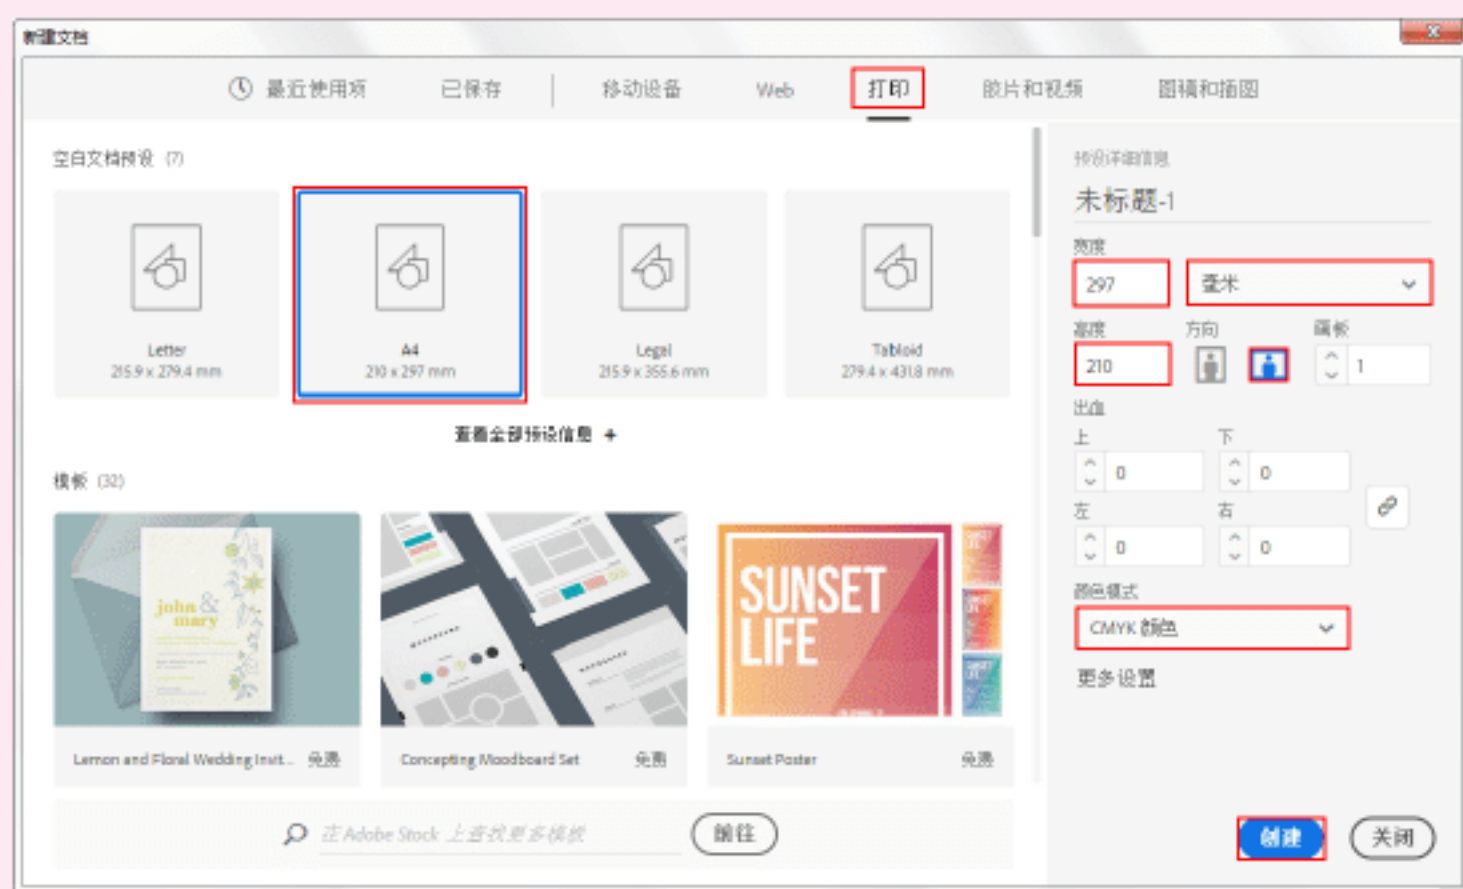 新建文档
最近使用项 已保存 移动设备 Web 打印 胶片和视频 图稿和插图
空白文档预设 (7)
Letter
215.9 x 279.4 mm
A4
210 x 297 mm
Legal
215.9 x 355.6 mm
Tabloid
279.4 x 431.8 mm
查看全部预设信息 +
模板 (32)
john &
mary
SUNSET
LIFE
Lemon and Floral Wedding Invit... 免费
Concepting Moodboard Set 免费
Sunset Poster 免费
在 Adobe Stock 上查找更多模板 前往
预设详细信息
未标题-1
宽度
297 毫米
高度 方向 画板
210 1
出血
上 下
0 0
左 右
0 0
颜色模式
CMYK 颜色
更多设置
创建 关闭